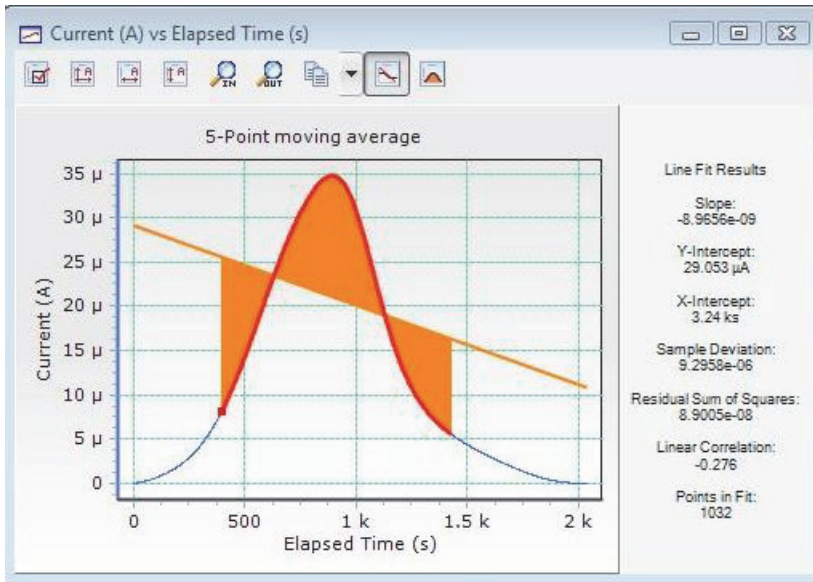 Current (A) vs Elapsed Time (s)
A
A
A
IN
OUT
5-Point moving average
35 µ
30 µ
25 µ
20 µ
15 µ
10 µ
5 µ
0
Current (A)
0
500
1 k
1.5 k
2 k
Elapsed Time (s)
Line Fit Results
Slope:
-8.9656e-09
Y-Intercept:
29.053 µA
X-Intercept:
3.24 ks
Sample Deviation:
9.2958e-06
Residual Sum of Squares:
8.9005e-08
Linear Correlation:
-0.276
Points in Fit:
1032